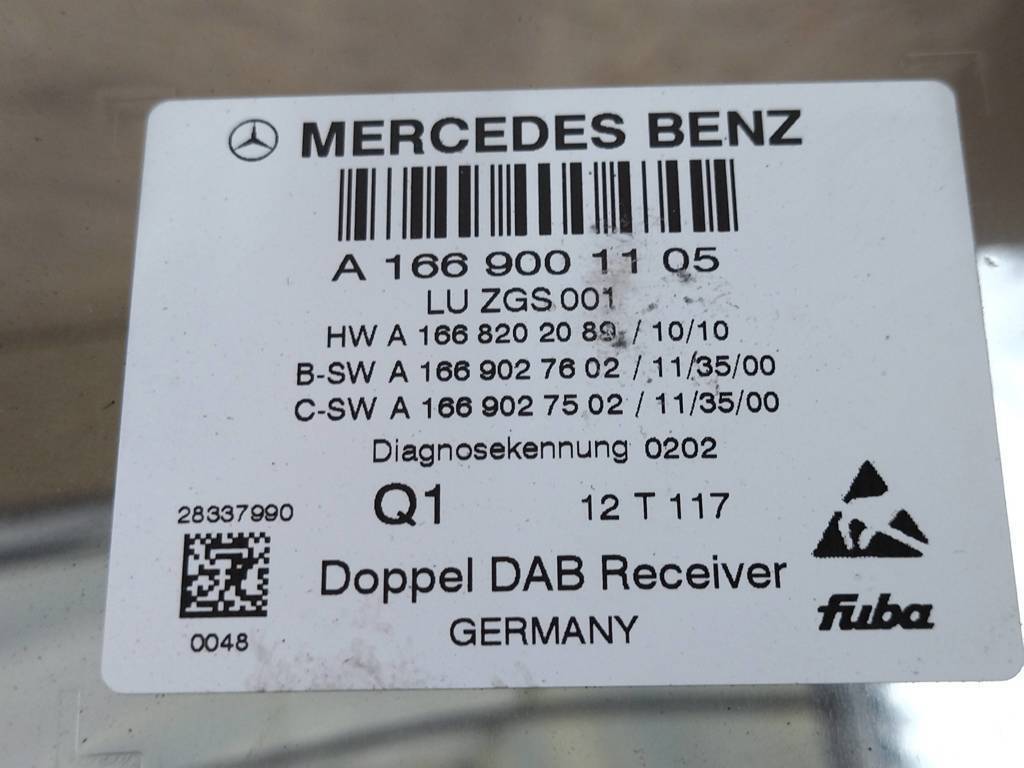 MERCEDES BENZ
A 166 900 11 05
LU ZGS 001
HW A 166 820 20 89 / 10/10
B-SW A 166 902 76 02 / 11/35/00
C-SW A 166 902 75 02 / 11/35/00
Diagnosekennung 0202
28337990 Q1 12 T 117
Doppel DAB Receiver
0048 GERMANY
fuba